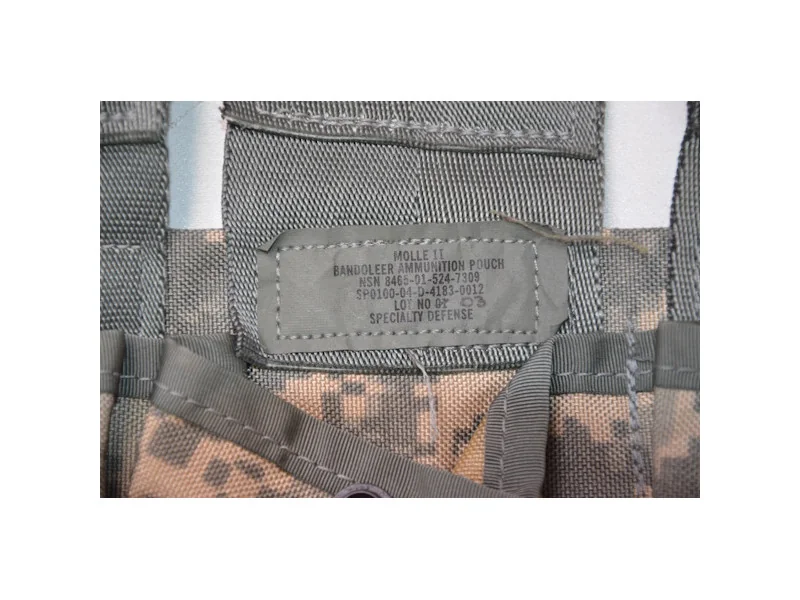 MOLLE II
BANDOLEER AMMUNITION POUCH
NSN 8465-01-524-7309
SP0100-04-D-4183-0012
LOT NO 01 03
SPECIALTY DEFENSE